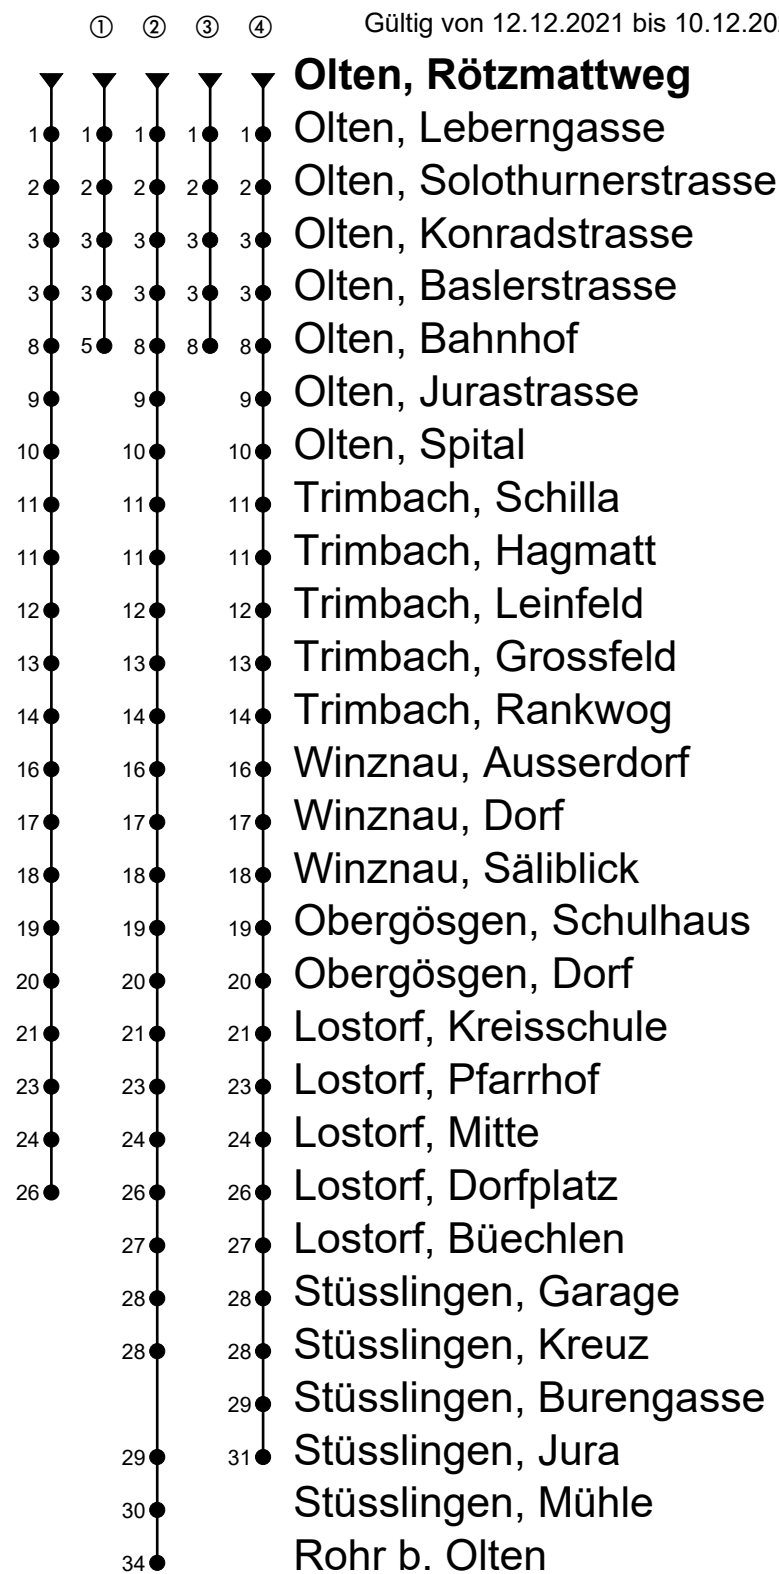 ① ② ③ ④ Gültig von 12.12.2021 bis 10.12.20
Olten, Rötzmattweg
1 1 1 1 1 Olten, Leberngasse
2 2 2 2 2 Olten, Solothurnerstrasse
3 3 3 3 3 Olten, Konradstrasse
3 3 3 3 3 Olten, Baslerstrasse
8 5 8 8 8 Olten, Bahnhof
9 9 9 Olten, Jurastrasse
10 10 10 Olten, Spital
11 11 11 Trimbach, Schilla
11 11 11 Trimbach, Hagmatt
12 12 12 Trimbach, Leinfeld
13 13 13 Trimbach, Grossfeld
14 14 14 Trimbach, Rankwog
16 16 16 Winznau, Ausserdorf
17 17 17 Winznau, Dorf
18 18 18 Winznau, Säliblick
19 19 19 Obergösgen, Schulhaus
20 20 20 Obergösgen, Dorf
21 21 21 Lostorf, Kreisschule
23 23 23 Lostorf, Pfarrhof
24 24 24 Lostorf, Mitte
26 26 26 Lostorf, Dorfplatz
27 27 Lostorf, Büechlen
28 28 Stüsslingen, Garage
28 28 Stüsslingen, Kreuz
29 Stüsslingen, Burengasse
29 31 Stüsslingen, Jura
30 Stüsslingen, Mühle
34 Rohr b. Olten